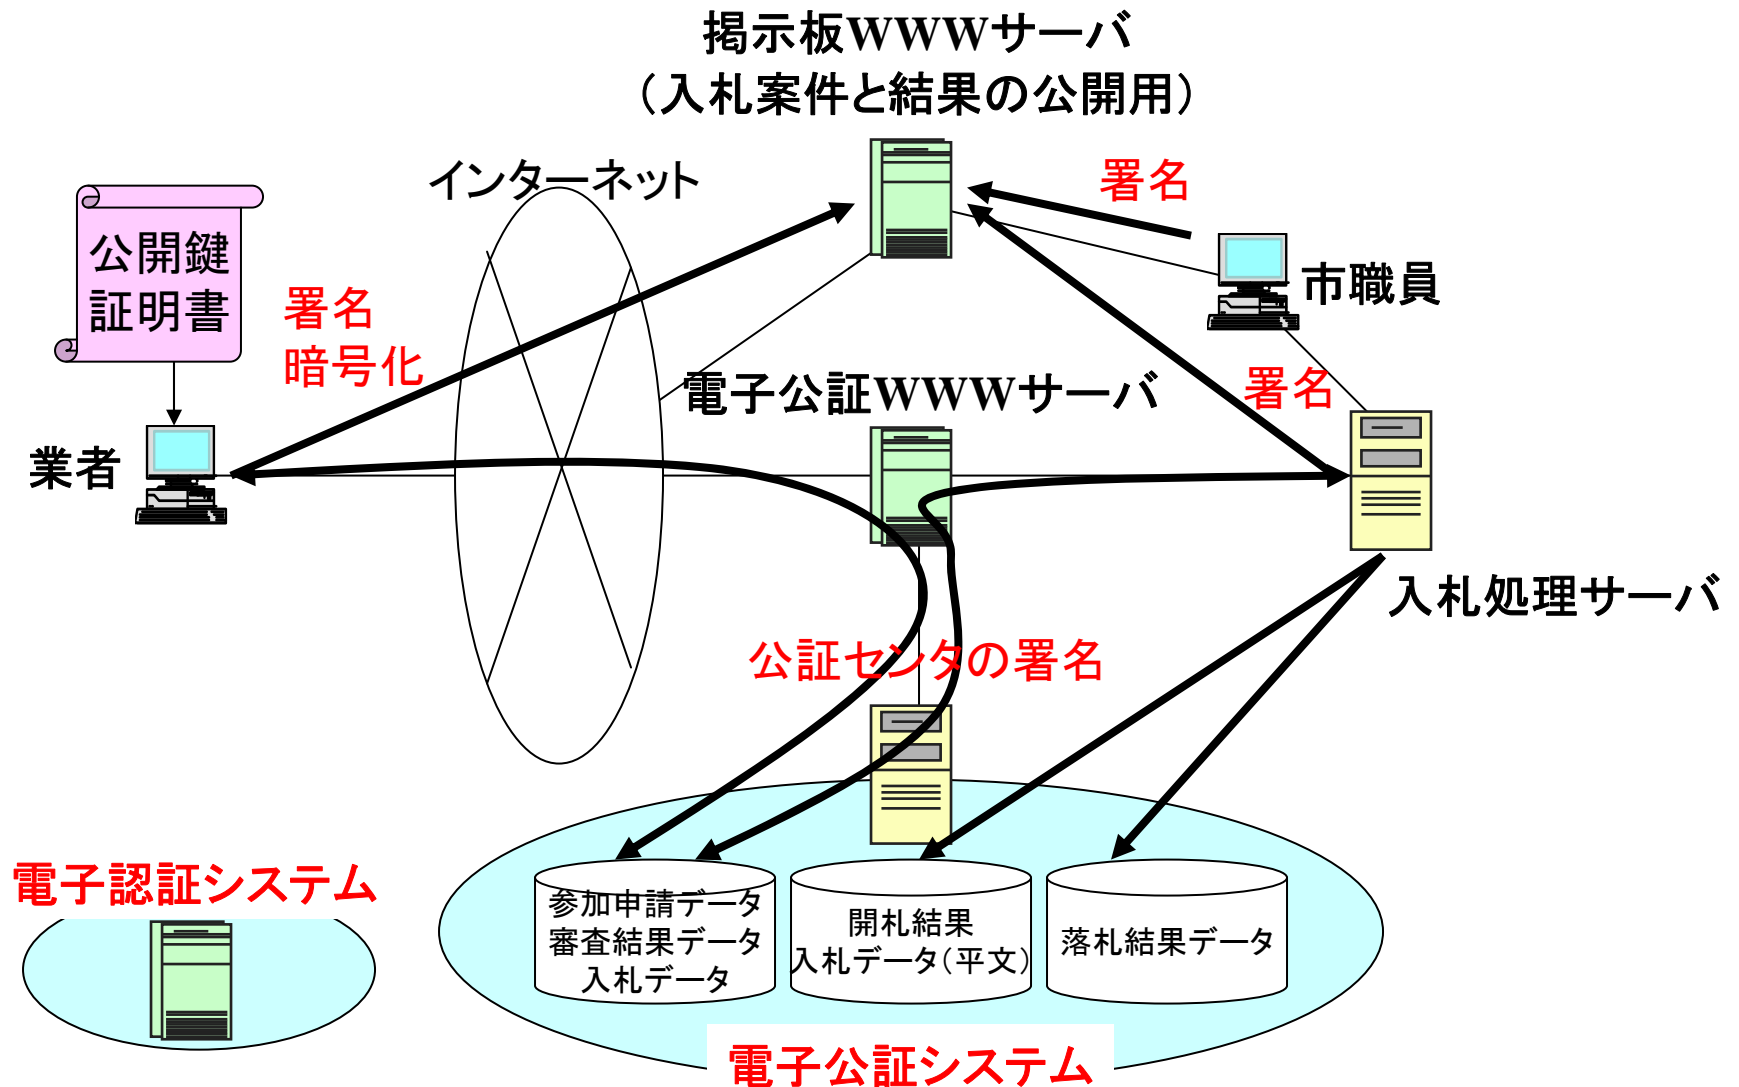 掲示板WWWサーバ
（入札案件と結果の公開用）
インターネット
署名
公開鍵
証明書
市職員
署名
暗号化
電子公証WWWサーバ
署名
業者
入札処理サーバ
公証センタの署名
電子認証システム
参加申請データ
審査結果データ
入札データ
開札結果
入札データ（平文）
落札結果データ
電子公証システム